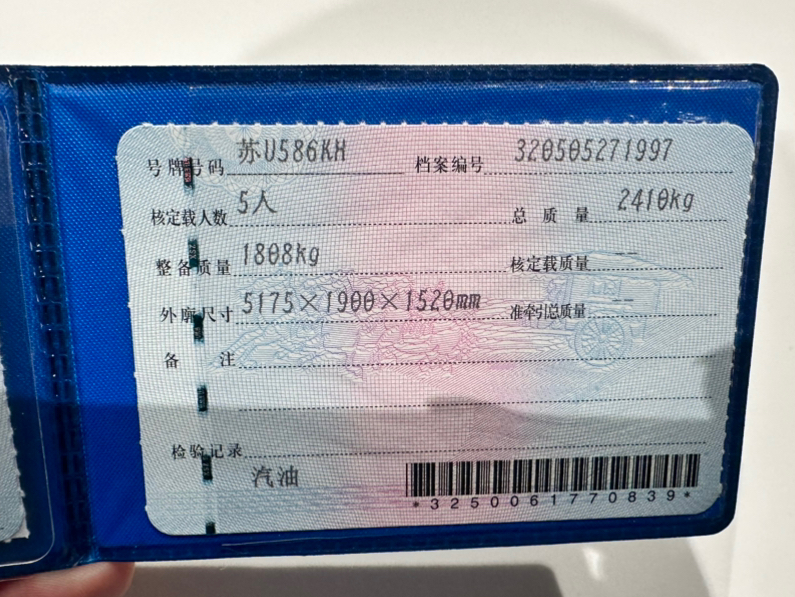 号牌号码 苏U586KH 档案编号 320505271997
核定载人数 5人 总质量 2410kg
整备质量 1808kg 核定载质量 --
外廓尺寸 5175×1900×1520mm 准牵引总质量 --
备注
检验记录
汽油
*3250061770839*